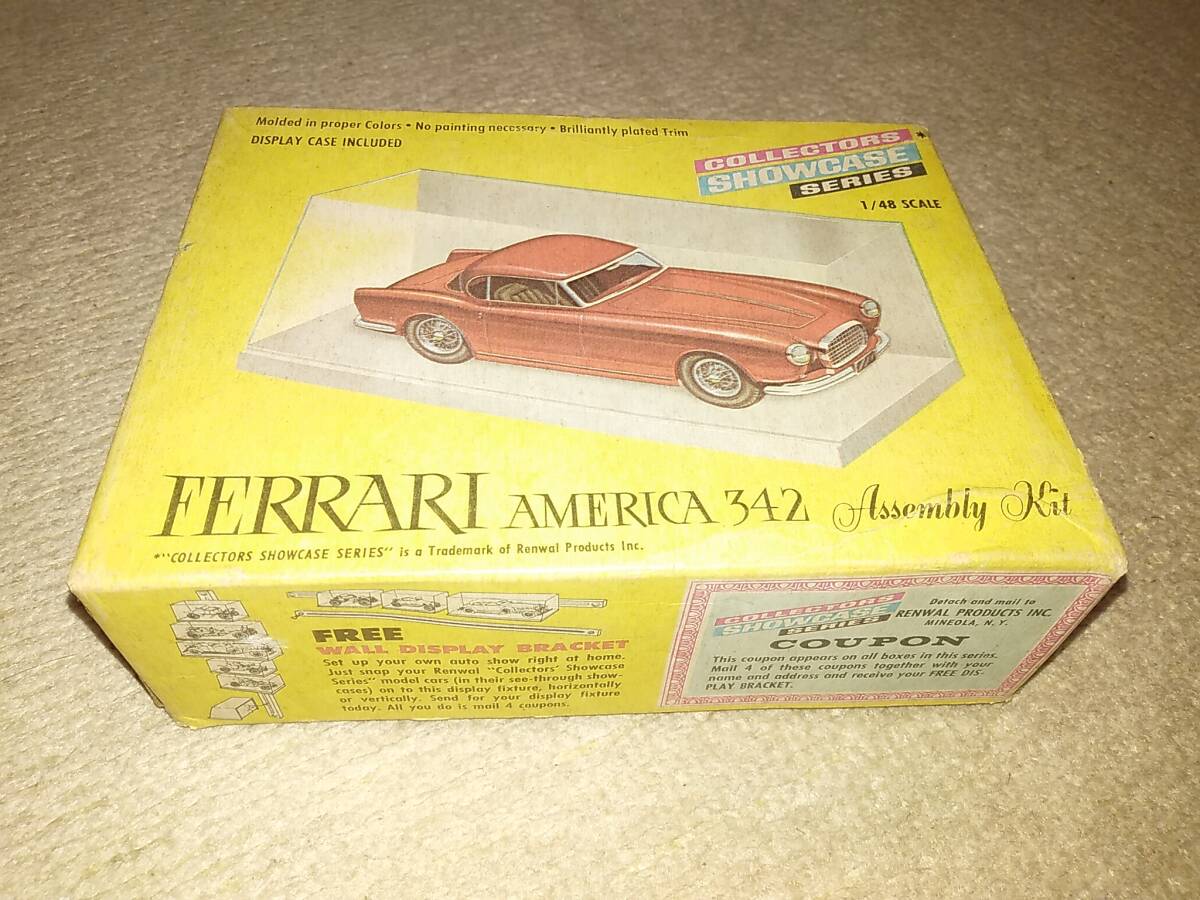 Molded in proper Colors • No painting necessary • Brilliantly plated Trim
DISPLAY CASE INCLUDED
COLLECTORS *
SHOWCASE
SERIES
1/48 SCALE
FERRARI AMERICA 342 Assembly Kit
*"COLLECTORS SHOWCASE SERIES" is a Trademark of Renwal Products Inc.
FREE
WALL DISPLAY BRACKET
Set up your own auto show right at home.
Just snap your Renwal "Collectors' Showcase
Series" model cars (in their see-through show-
cases) on to this display fixture, horizontally
or vertically. Send for your display fixture
today. All you do is mail 4 coupons.
COLLECTORS
SHOWCASE
SERIES
Detach and mail to
RENWAL PRODUCTS INC.
MINEOLA, N.Y.
COUPON
This coupon appears on all boxes in this series.
Mail 4 of these coupons together with your
name and address and receive your FREE DIS-
PLAY BRACKET.